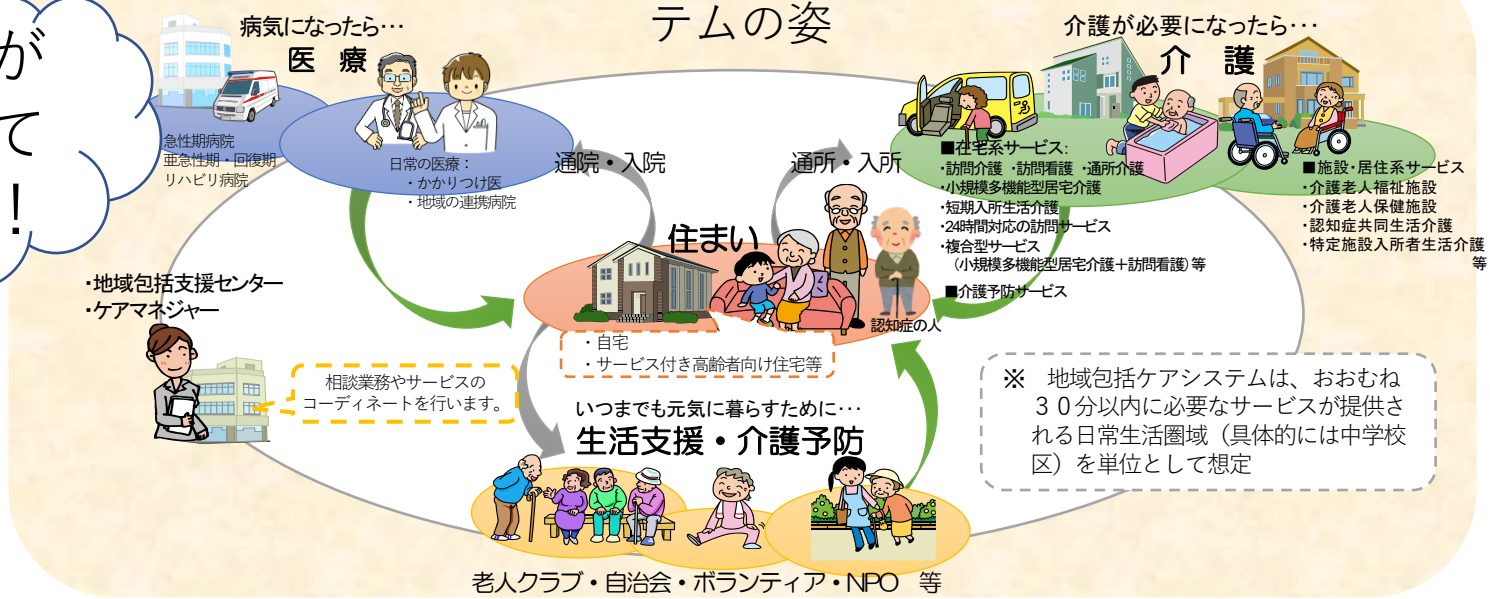 が
て
！
テムの姿
病気になったら･･･
医 療
急性期病院
亜急性期・回復期
リハビリ病院
日常の医療：
・かかりつけ医
・地域の連携病院
通院・入院
通所・入所
介護が必要になったら･･･
介 護
■在宅系サービス：
・訪問介護 ・訪問看護 ・通所介護
・小規模多機能型居宅介護
・短期入所生活介護
・24時間対応の訪問サービス
・複合型サービス
（小規模多機能型居宅介護＋訪問看護）等
■介護予防サービス
■施設・居住系サービス
・介護老人福祉施設
・介護老人保健施設
・認知症共同生活介護
・特定施設入所者生活介護
等
住まい
認知症の人
・自宅
・サービス付き高齢者向け住宅等
・地域包括支援センター
・ケアマネジャー
相談業務やサービスの
コーディネートを行います。
いつまでも元気に暮らすために･･･
生活支援・介護予防
老人クラブ・自治会・ボランティア・NPO 等
※ 地域包括ケアシステムは、おおむね
３０分以内に必要なサービスが提供さ
れる日常生活圏域（具体的には中学校
区）を単位として想定